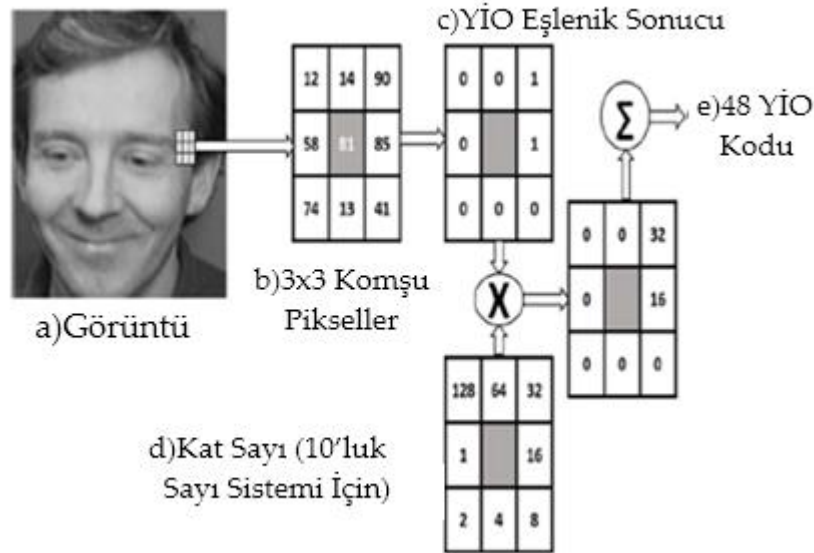 c)YİO Eşlenik Sonucu
12 14 90
58 81 85
74 13 41
0 0 1
0 1
0 0 0
Σ
e)48 YİO
Kodu
b)3x3 Komşu
Pikseller
a)Görüntü
X
0 0 32
0 16
0 0 0
128 64 32
1 16
2 4 8
d)Kat Sayı (10'luk
Sayı Sistemi İçin)